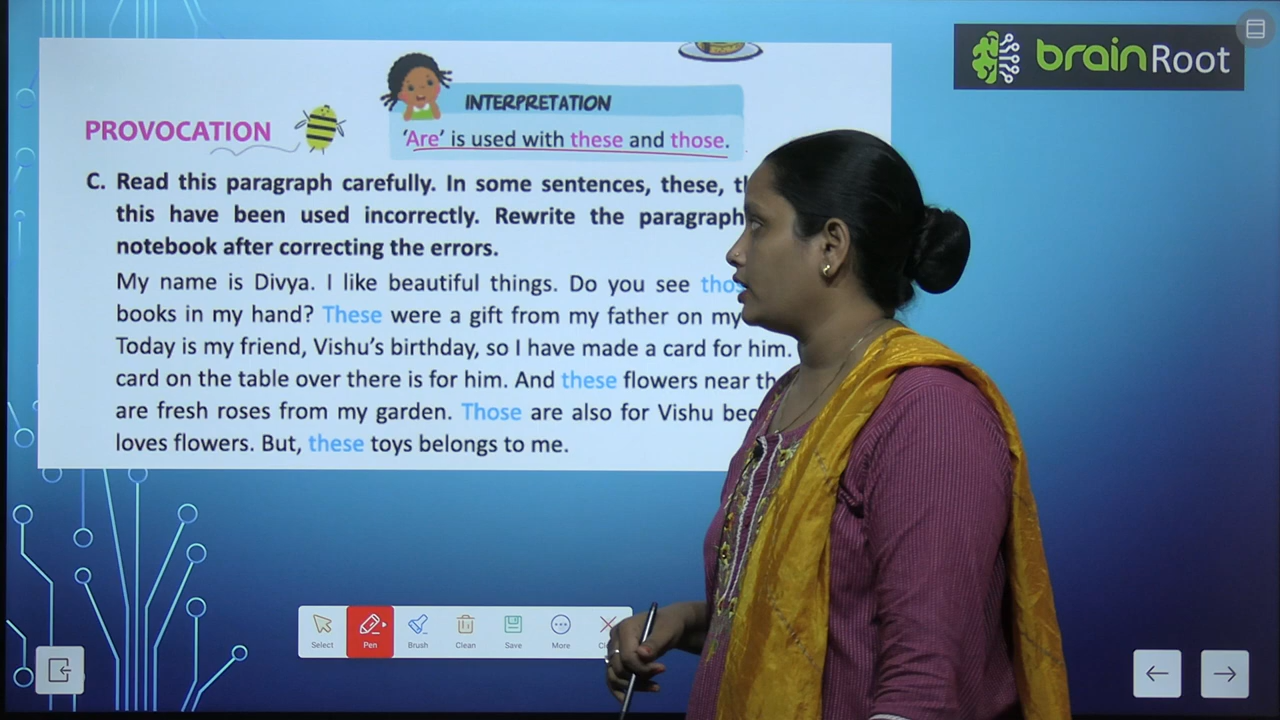 brainRoot
INTERPRETATION
PROVOCATION
'Are' is used with these and those.
C. Read this paragraph carefully. In some sentences, these,
this have been used incorrectly. Rewrite the paragraph
notebook after correcting the errors.
My name is Divya. I like beautiful things. Do you see
books in my hand? These were a gift from my father on my
Today is my friend, Vishu's birthday, so I have made a card for him.
card on the table over there is for him. And these flowers near
are fresh roses from my garden. Those are also for Vishu
loves flowers. But, these toys belongs to me.
Select Pen Brush Clean Save More